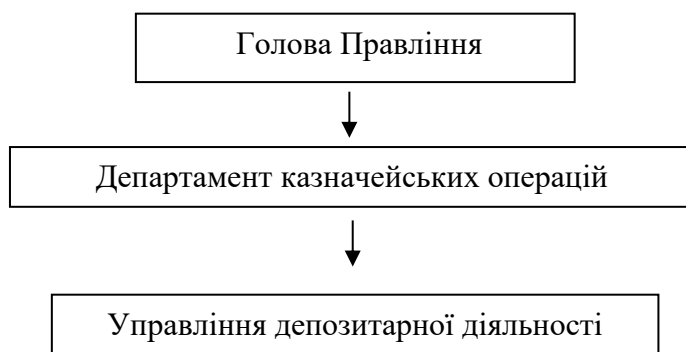 Голова Правління
Департамент казначейських операцій
Управління депозитарної діяльності